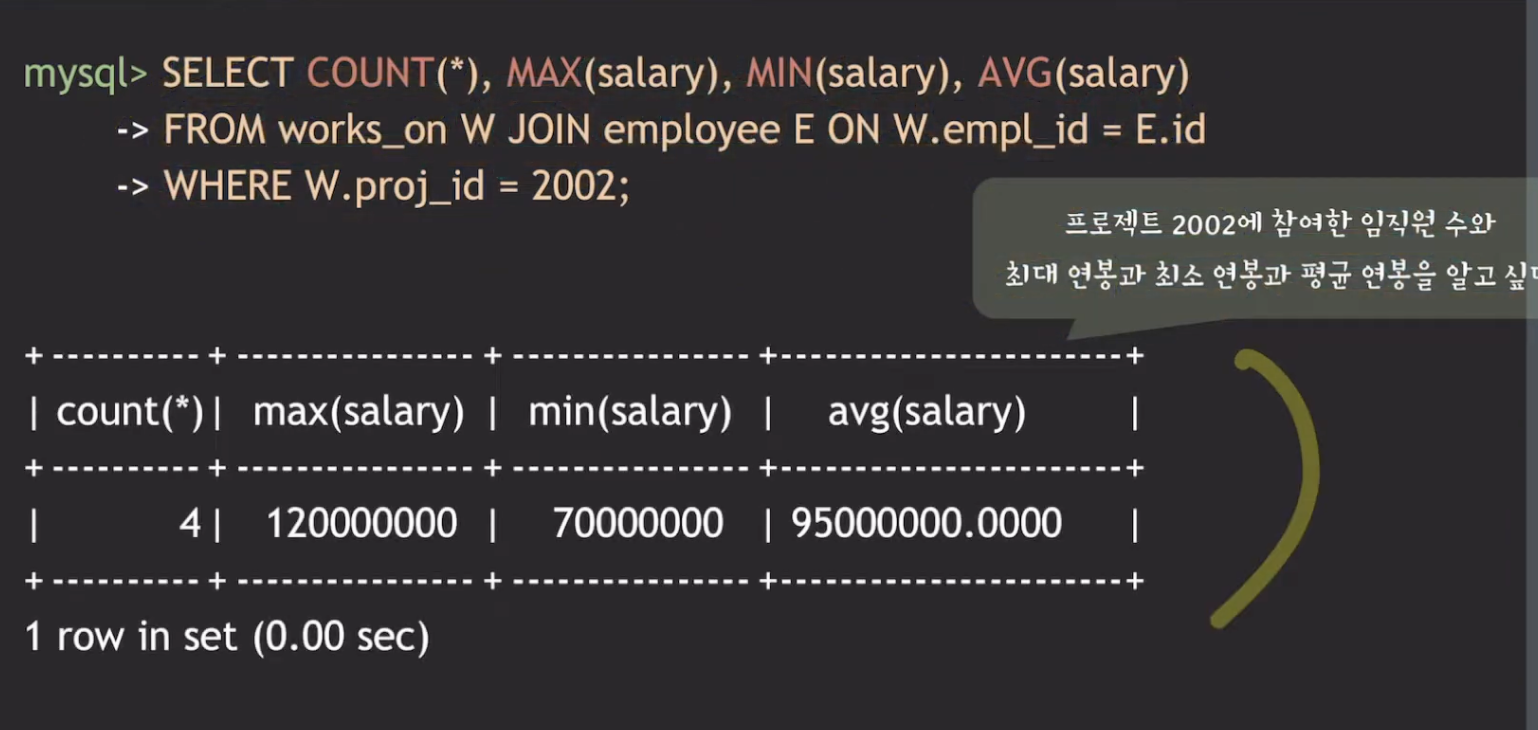 mysql> SELECT COUNT(*), MAX(salary), MIN(salary), AVG(salary)
-> FROM works_on W JOIN employee E ON W.empl_id = E.id
-> WHERE W.proj_id = 2002;
프로젝트 2002에 참여한 임직원 수와
최대 연봉과 최소 연봉과 평균 연봉을 알고
+ ---------- + ---------------- + ---------------- +-----------------------+
| count(*)| max(salary) | min(salary) | avg(salary) |
+ ---------- + ---------------- + ---------------- +-----------------------+
| 4| 120000000 | 70000000 | 95000000.0000 |
+ ---------- + ---------------- + ---------------- +-----------------------+
1 row in set (0.00 sec)